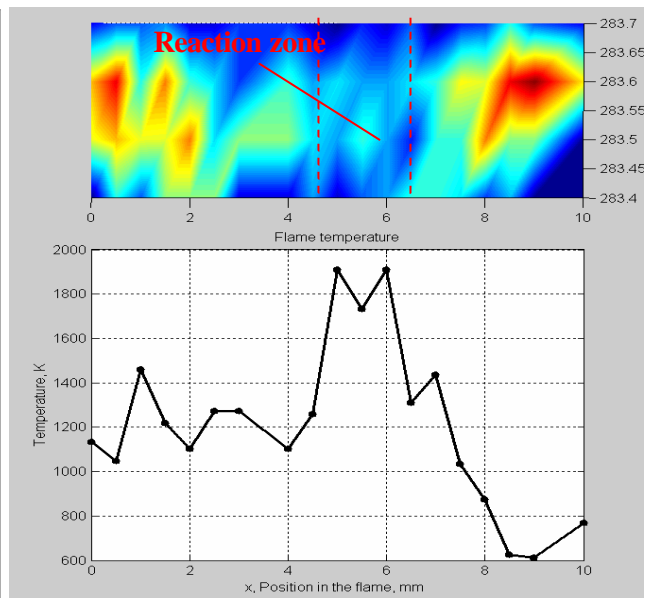 Reaction zone
283.7
283.65
283.6
283.55
283.5
283.45
283.4
0 2 4 6 8 10
Flame temperature
2000
1800
1600
1400
1200
1000
800
600
Temperature, K
0 2 4 6 8 10
x, Position in the flame, mm